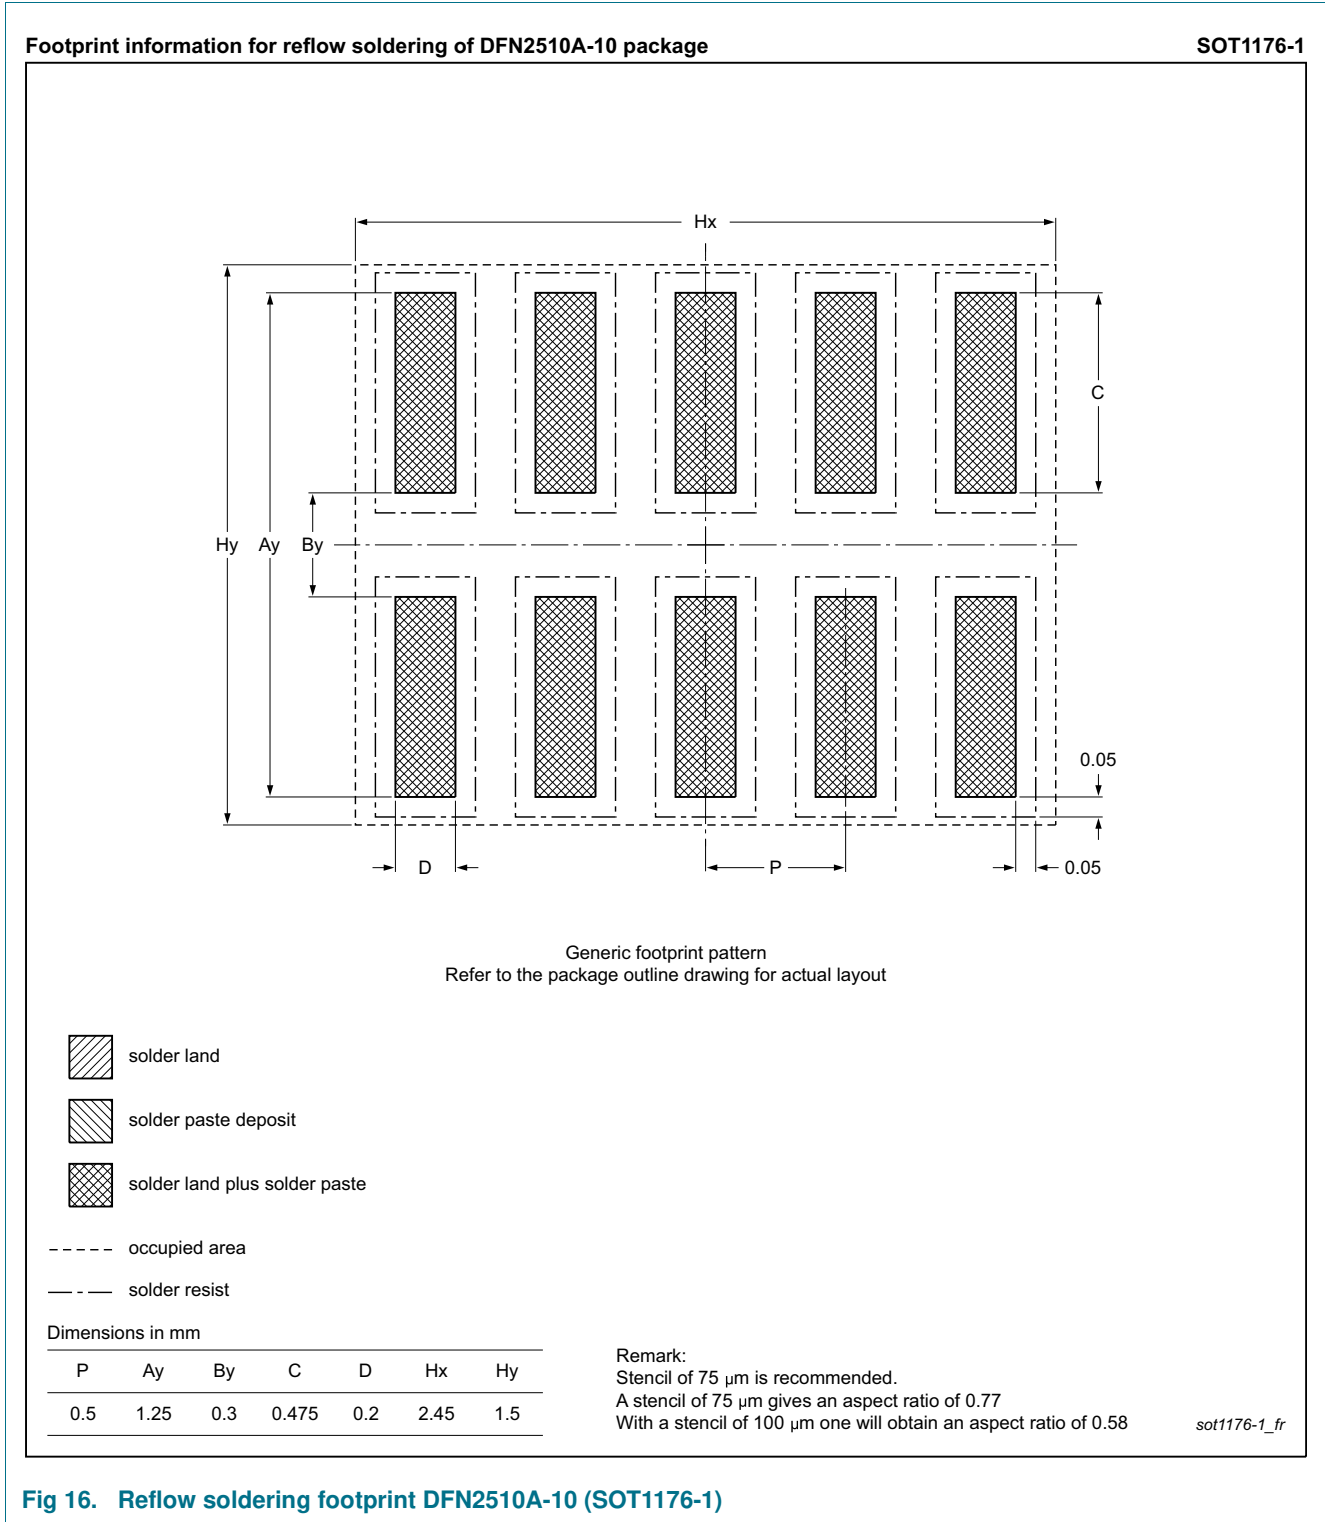 Footprint information for reflow soldering of DFN2510A-10 package SOT1176-1
Hx
C
Hy Ay By
0.05
D P 0.05
Generic footprint pattern
Refer to the package outline drawing for actual layout
solder land
solder paste deposit
solder land plus solder paste
occupied area
solder resist
Dimensions in mm
P Ay By C D Hx Hy
0.5 1.25 0.3 0.475 0.2 2.45 1.5
Remark:
Stencil of 75 μm is recommended.
A stencil of 75 μm gives an aspect ratio of 0.77
With a stencil of 100 μm one will obtain an aspect ratio of 0.58
sot1176-1_fr
Fig 16. Reflow soldering footprint DFN2510A-10 (SOT1176-1)